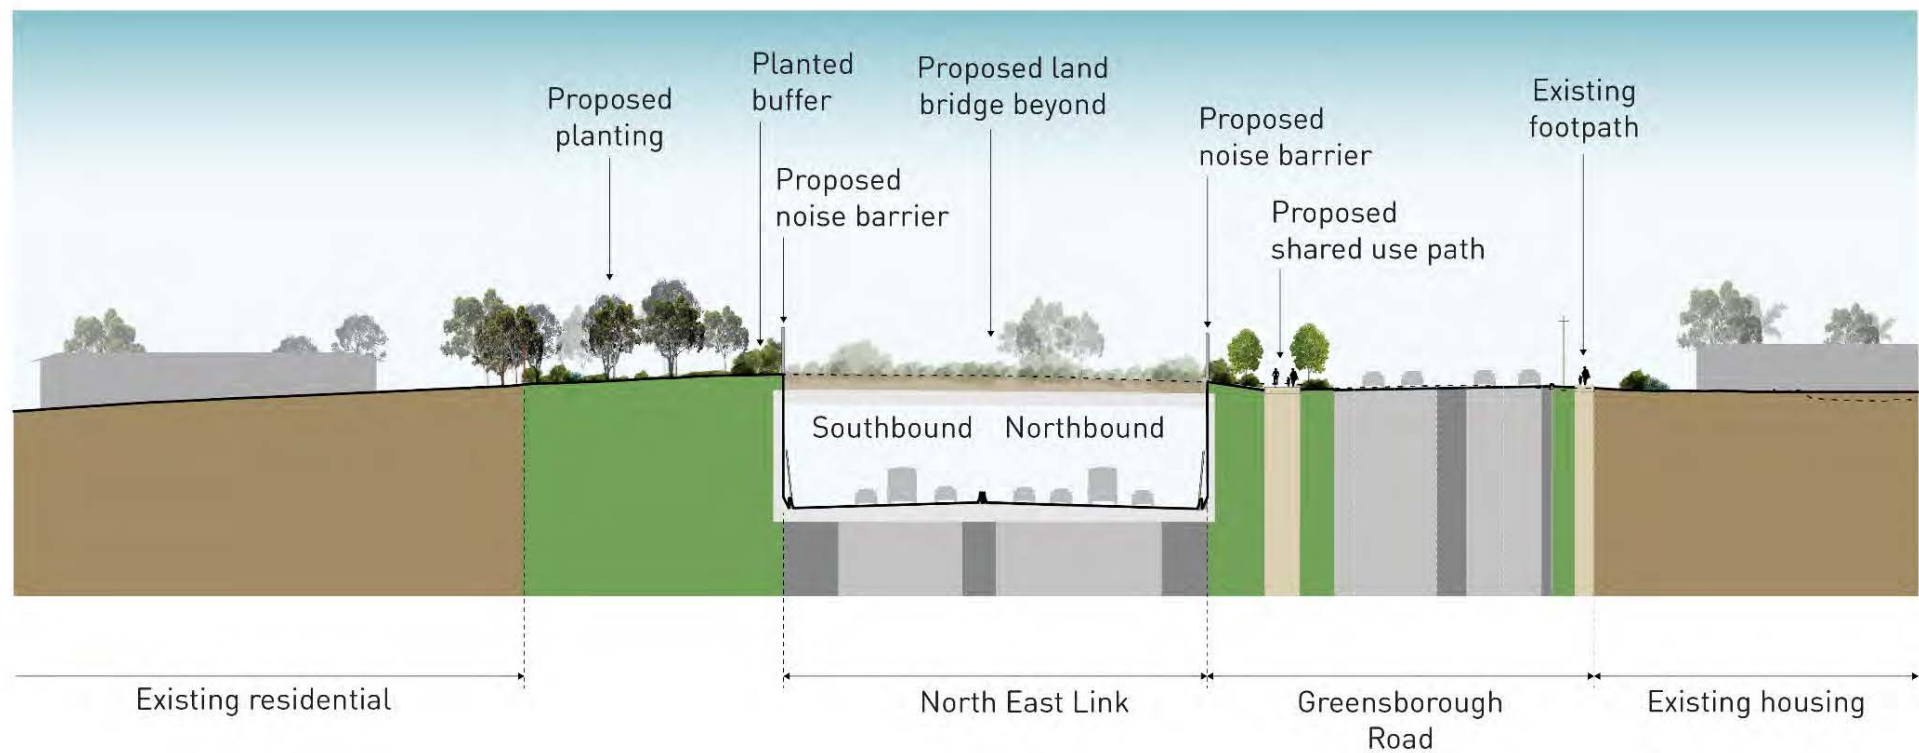 Proposed
planting
Planted
buffer
Proposed
noise barrier
Proposed land
bridge beyond
Proposed
noise barrier
Proposed
shared use path
Existing
footpath
Southbound
Northbound
Existing residential
North East Link
Greensborough
Road
Existing housing